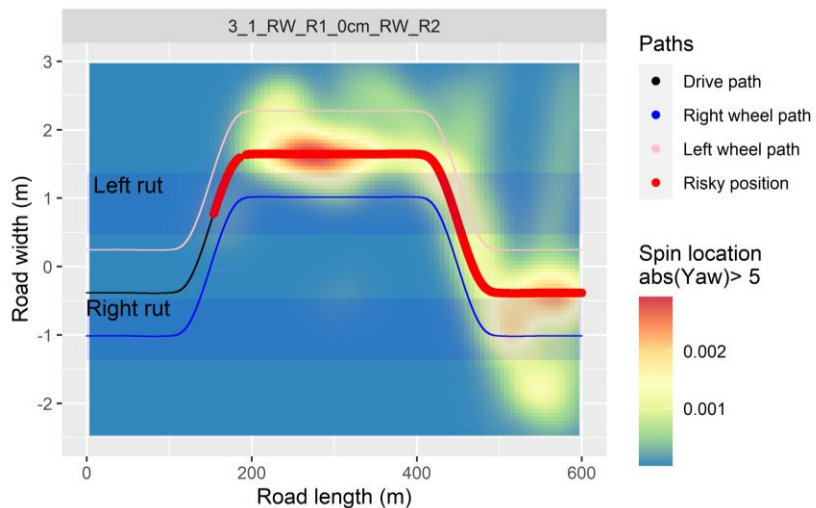 3_1_RW_R1_0cm_RW_R2
3
2
1
0
-1
-2
Road width (m)
Left rut
Right rut
0
200
400
600
Road length (m)
Paths
Drive path
Right wheel path
Left wheel path
Risky position
Spin location
abs(Yaw)> 5
0.002
0.001